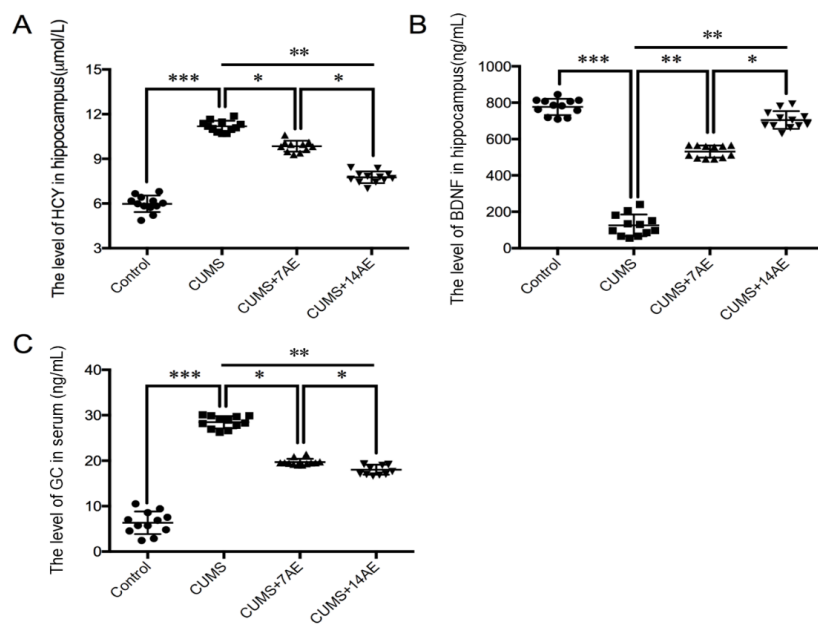 A
The level of HCY in hippocampus(μmol/L)
**
*** * *
15
12
9
6
3
Control
CUMS
CUMS+7AE
CUMS+14AE
B
The level of BDNF in hippocampus(ng/mL)
**
*** ** *
1000
800
600
400
200
0
Control
CUMS
CUMS+7AE
CUMS+14AE
C
The level of GC in serum (ng/mL)
**
*** * *
40
30
20
10
0
Control
CUMS
CUMS+7AE
CUMS+14AE